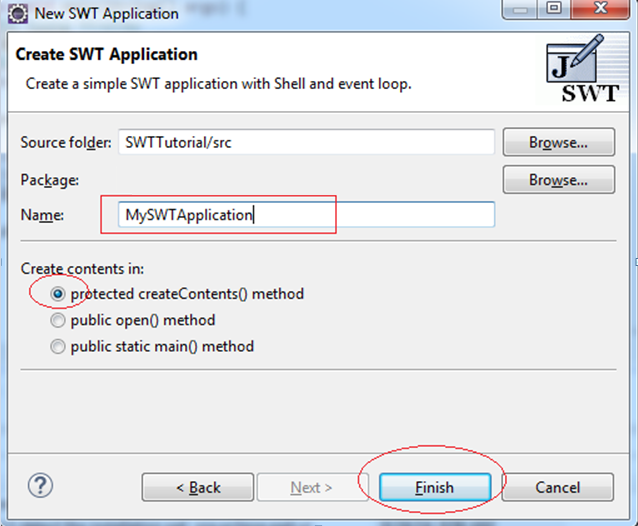 New SWT Application
Create SWT Application
Create a simple SWT application with Shell and event loop.
J
SWT
Source folder: SWTTutorial/src Browse...
Package: Browse...
Name: MySWTApplication
Create contents in:
protected createContents() method
public open() method
public static main() method
? < Back Next > Finish Cancel